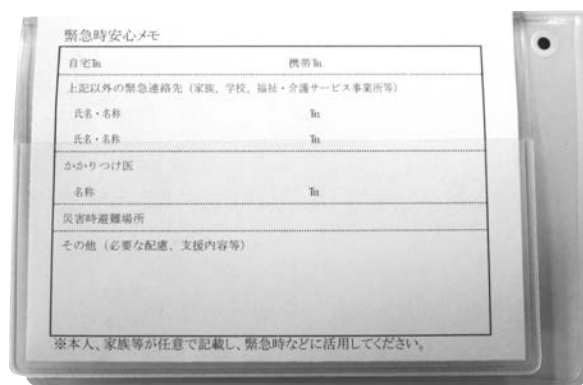 緊急時安心メモ
自宅℡ 携帯℡
上記以外の緊急連絡先（家族、学校、福祉・介護サービス事業所等）
氏名・名称 ℡
氏名・名称 ℡
かかりつけ医
名称 ℡
災害時避難場所
その他（必要な配慮、支援内容等）
※本人、家族等が任意で記載し、緊急時などに活用してください。